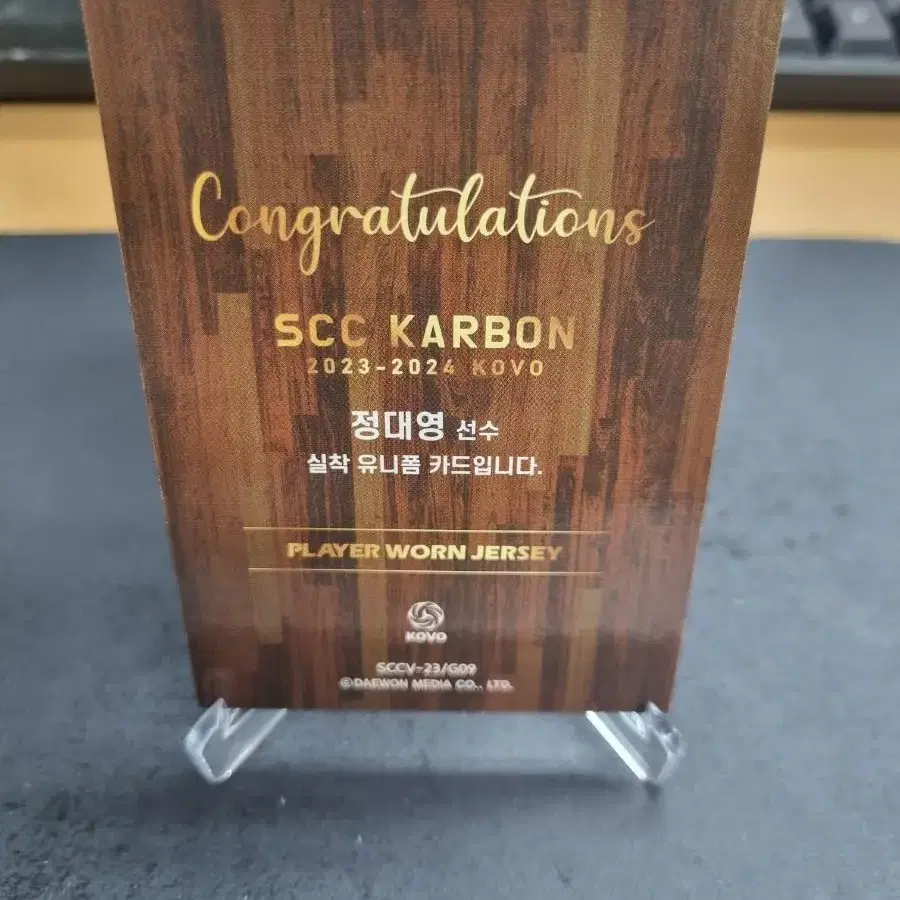 Congratulations
SCC KARBON
2023-2024 KOVO
정대영 선수
실착 유니폼 카드입니다.
PLAYER WORN JERSEY
KOVO
SCCV-23/G09
ⓒDAEWON MEDIA CO., LTD.